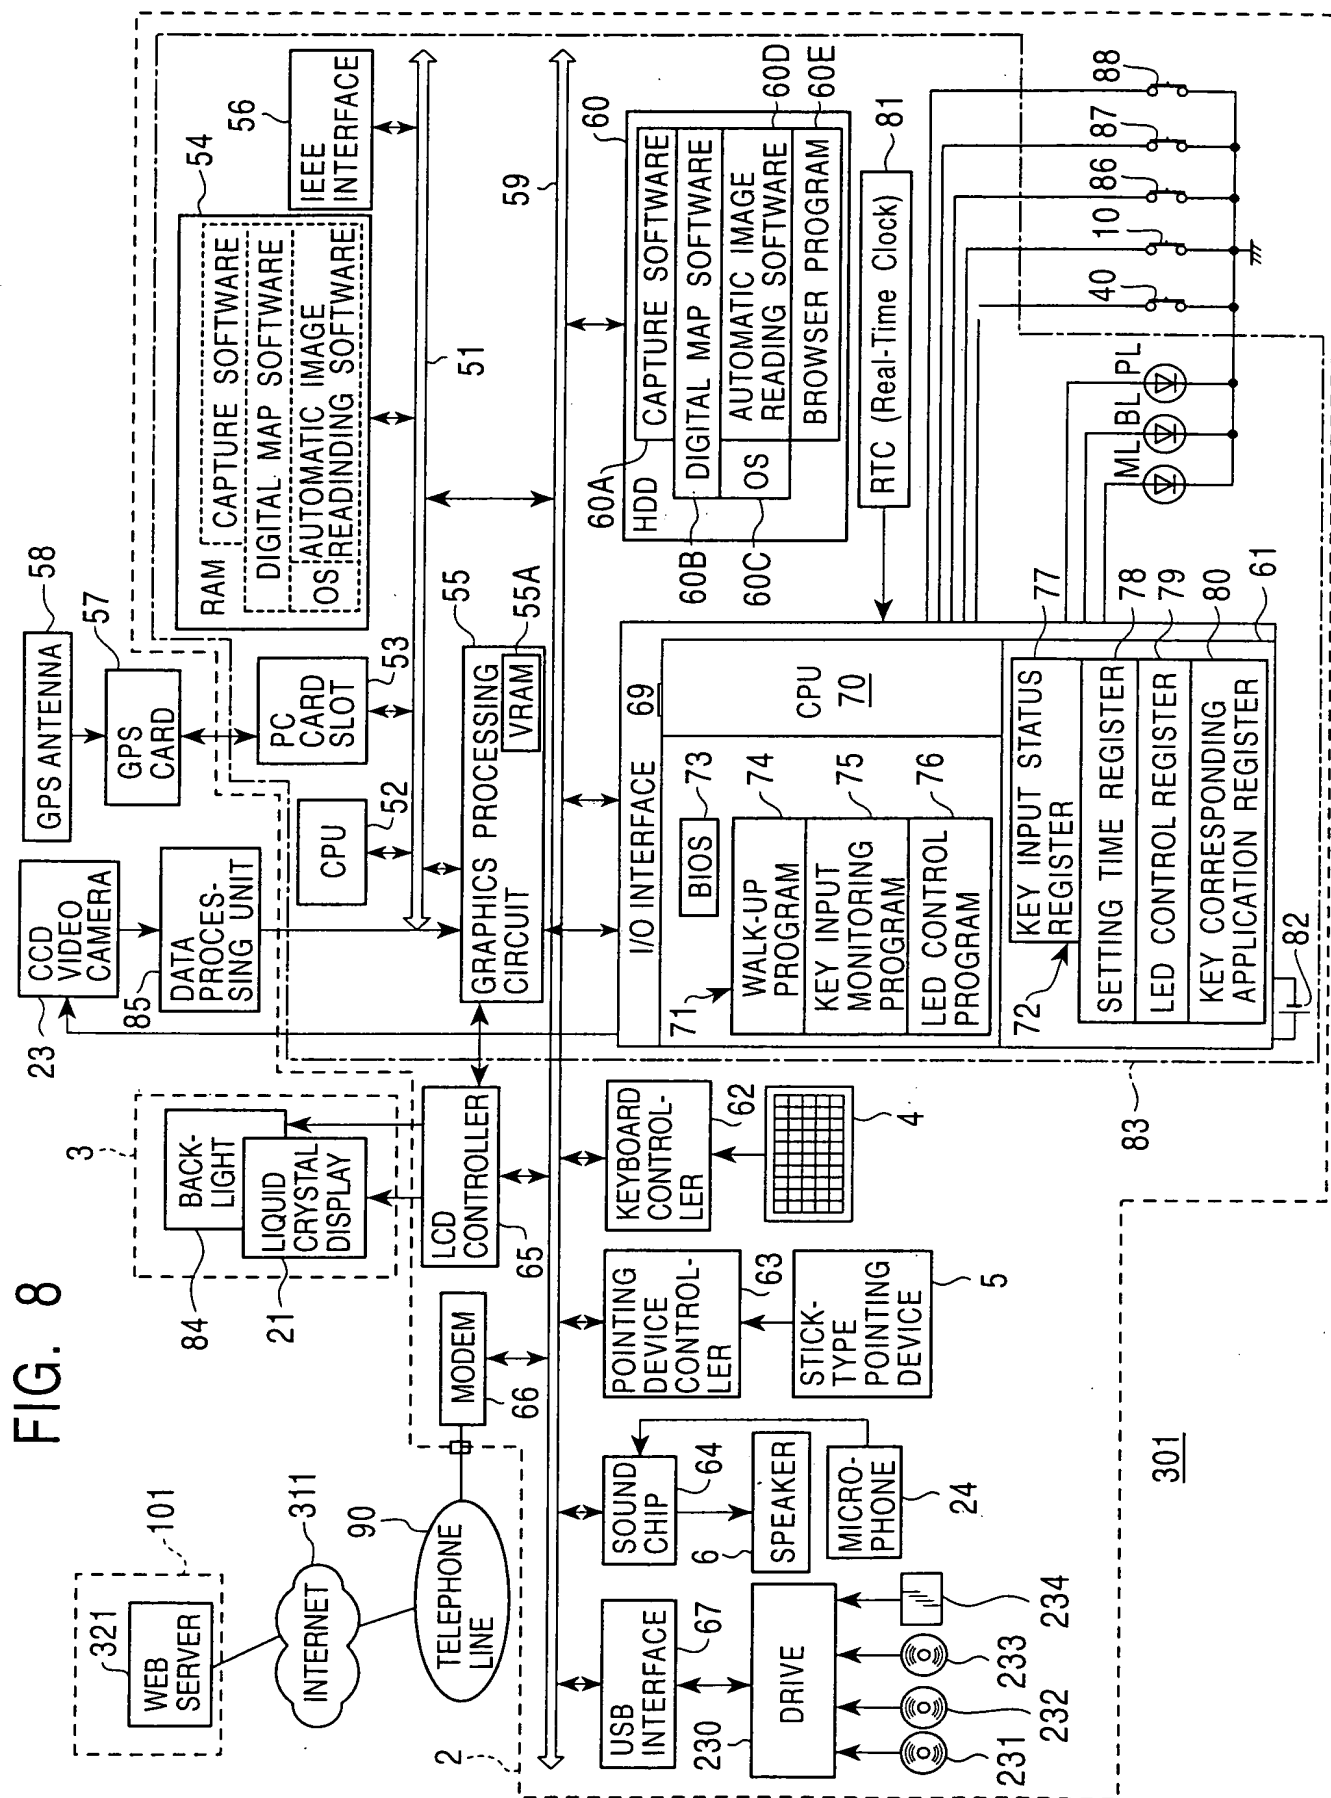 FIG. 8
101
321
WEB
SERVER
311
INTERNET
90
TELEPHONE
LINE
3
BACK-
LIGHT
84
LIQUID
CRYSTAL
DISPLAY
21
23
CCD
VIDEO
CAMERA
85
DATA
PROCES-
SING UNIT
GPS ANTENNA
58
GPS
CARD
57
PC
CARD
SLOT
53
CPU
52
54
RAM
CAPTURE SOFTWARE
DIGITAL MAP SOFTWARE
OS
AUTOMATIC IMAGE
READINDING SOFTWARE
56
IEEE
INTERFACE
51
59
MODEM
66
LCD
CONTROLLER
65
GRAPHICS PROCESSING
CIRCUIT
55
VRAM
55A
2
USB
INTERFACE
67
230
DRIVE
231
232
233
234
SOUND
CHIP
64
6
SPEAKER
MICRO-
PHONE
24
POINTING
DEVICE
CONTROL-
LER
63
STICK-
TYPE
POINTING
DEVICE
5
KEYBOARD
CONTROL-
LER
62
4
I/O INTERFACE
69
CPU
70
71
BIOS
73
WALK-UP
PROGRAM
74
KEY INPUT
MONITORING
PROGRAM
75
LED CONTROL
PROGRAM
76
72
KEY INPUT STATUS
REGISTER
77
SETTING TIME REGISTER
78
LED CONTROL REGISTER
79
KEY CORRESPONDING
APPLICATION REGISTER
80
61
82
83
60
HDD
60A
CAPTURE SOFTWARE
60B
DIGITAL MAP SOFTWARE
60C
OS
AUTOMATIC IMAGE
READING SOFTWARE
60D
BROWSER PROGRAM
60E
RTC (Real-Time Clock)
81
ML
BL
PL
40
10
86
87
88
301